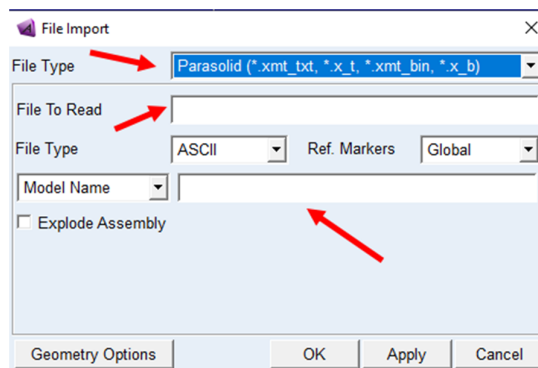 File Import
File Type Parasolid (*.xmt_txt, *.x_t, *.xmt_bin, *.x_b)
File To Read
File Type ASCII Ref. Markers Global
Model Name
Explode Assembly
Geometry Options OK Apply Cancel